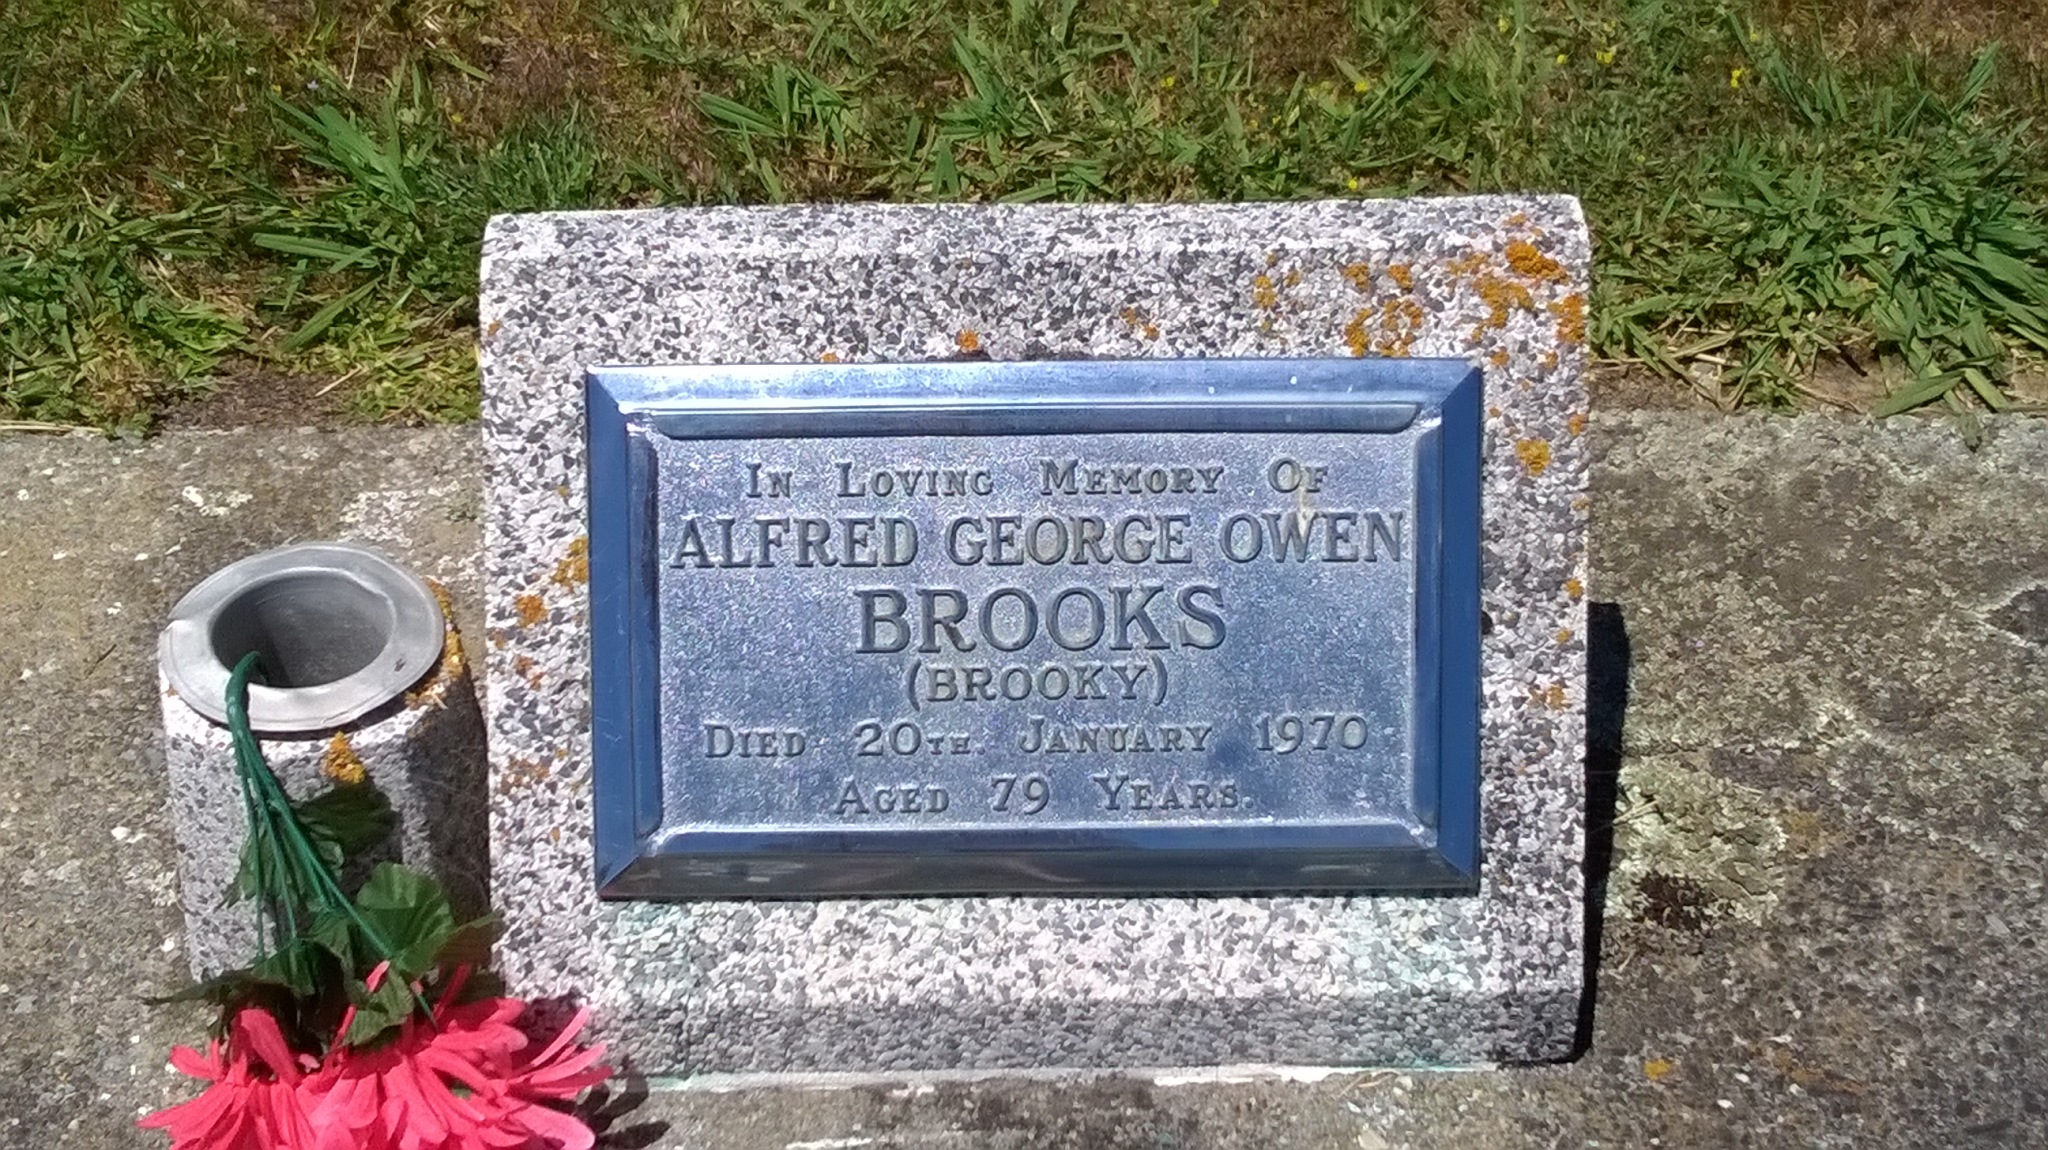 In Loving Memory Of
ALFRED GEORGE OWEN
BROOKS
(BROOKY)
Died 20th. January 1970
Aged 79 Years.